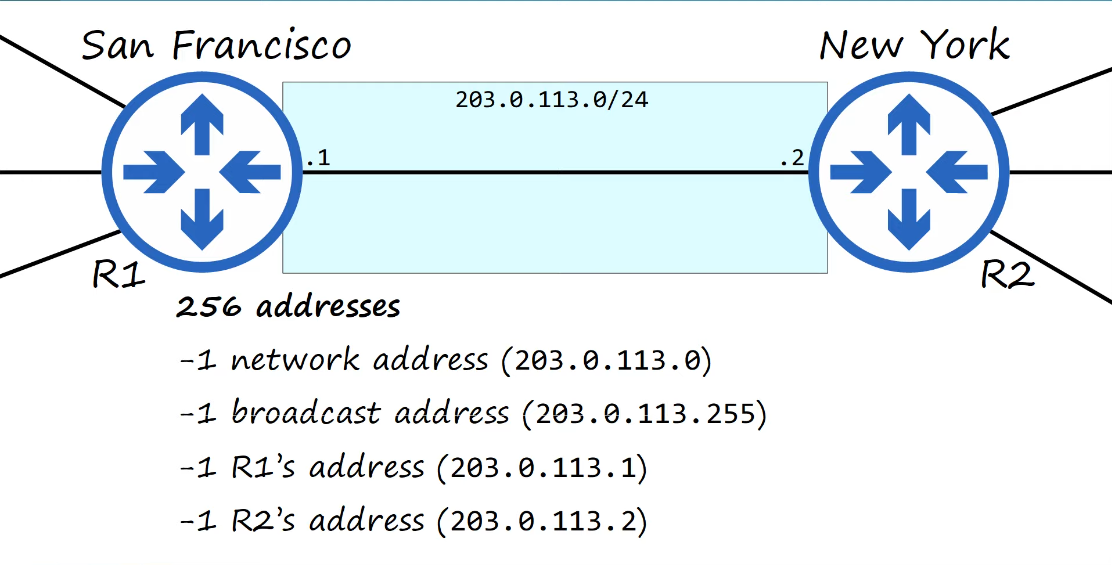 San Francisco
New York
203.0.113.0/24
.1
.2
R1
R2
256 addresses
-1 network address (203.0.113.0)
-1 broadcast address (203.0.113.255)
-1 R1's address (203.0.113.1)
-1 R2's address (203.0.113.2)